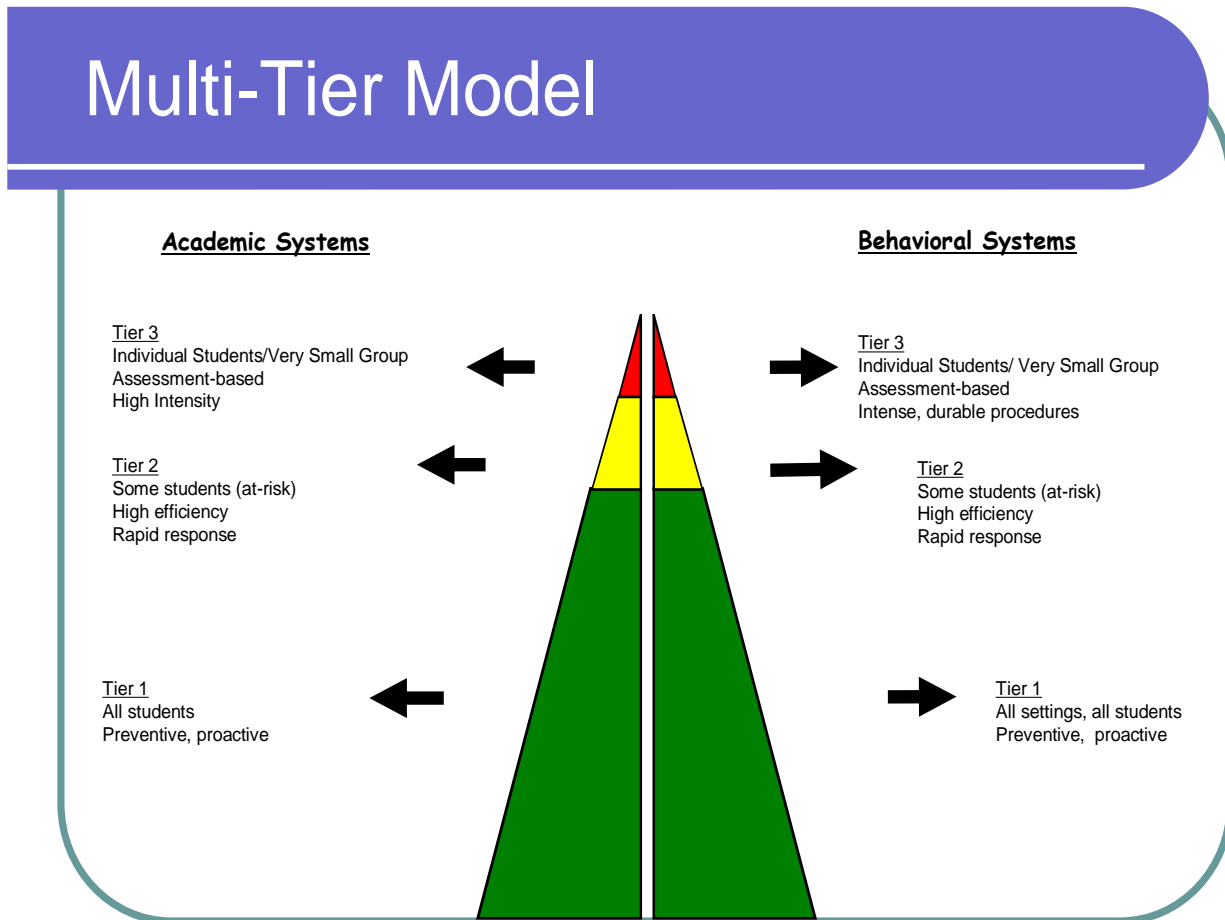 Multi-Tier Model
Academic Systems
Tier 3
Individual Students/Very Small Group
Assessment-based
High Intensity
Tier 2
Some students (at-risk)
High efficiency
Rapid response
Tier 1
All students
Preventive, proactive
Behavioral Systems
Tier 3
Individual Students/ Very Small Group
Assessment-based
Intense, durable procedures
Tier 2
Some students (at-risk)
High efficiency
Rapid response
Tier 1
All settings, all students
Preventive,  proactive